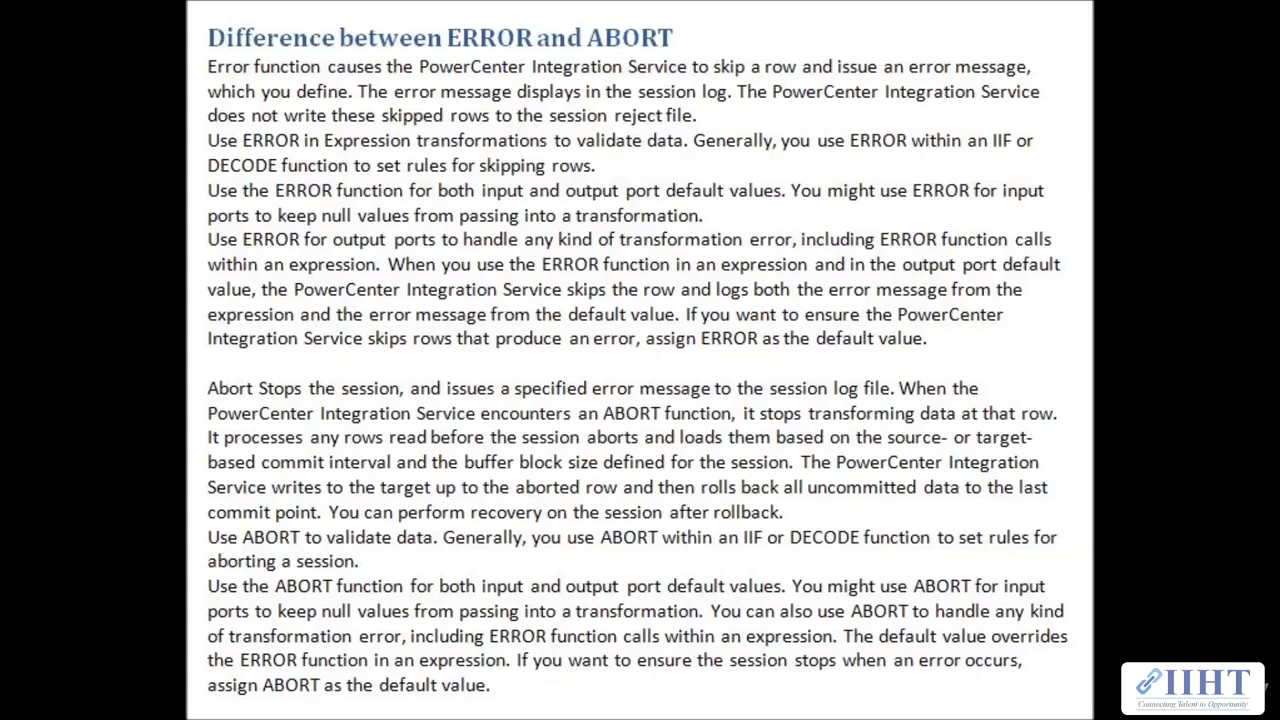 Difference between ERROR and ABORT
Error function causes the PowerCenter Integration Service to skip a row and issue an error message,
which you define. The error message displays in the session log. The PowerCenter Integration Service
does not write these skipped rows to the session reject file.
Use ERROR in Expression transformations to validate data. Generally, you use ERROR within an IIF or
DECODE function to set rules for skipping rows.
Use the ERROR function for both input and output port default values. You might use ERROR for input
ports to keep null values from passing into a transformation.
Use ERROR for output ports to handle any kind of transformation error, including ERROR function calls
within an expression. When you use the ERROR function in an expression and in the output port default
value, the PowerCenter Integration Service skips the row and logs both the error message from the
expression and the error message from the default value. If you want to ensure the PowerCenter
Integration Service skips rows that produce an error, assign ERROR as the default value.
Abort Stops the session, and issues a specified error message to the session log file. When the
PowerCenter Integration Service encounters an ABORT function, it stops transforming data at that row.
It processes any rows read before the session aborts and loads them based on the source- or target-
based commit interval and the buffer block size defined for the session. The PowerCenter Integration
Service writes to the target up to the aborted row and then rolls back all uncommitted data to the last
commit point. You can perform recovery on the session after rollback.
Use ABORT to validate data. Generally, you use ABORT within an IIF or DECODE function to set rules for
aborting a session.
Use the ABORT function for both input and output port default values. You might use ABORT for input
ports to keep null values from passing into a transformation. You can also use ABORT to handle any kind
of transformation error, including ERROR function calls within an expression. The default value overrides
the ERROR function in an expression. If you want to ensure the session stops when an error occurs,
assign ABORT as the default value.
IIHT
Connecting Talent to Opportunity